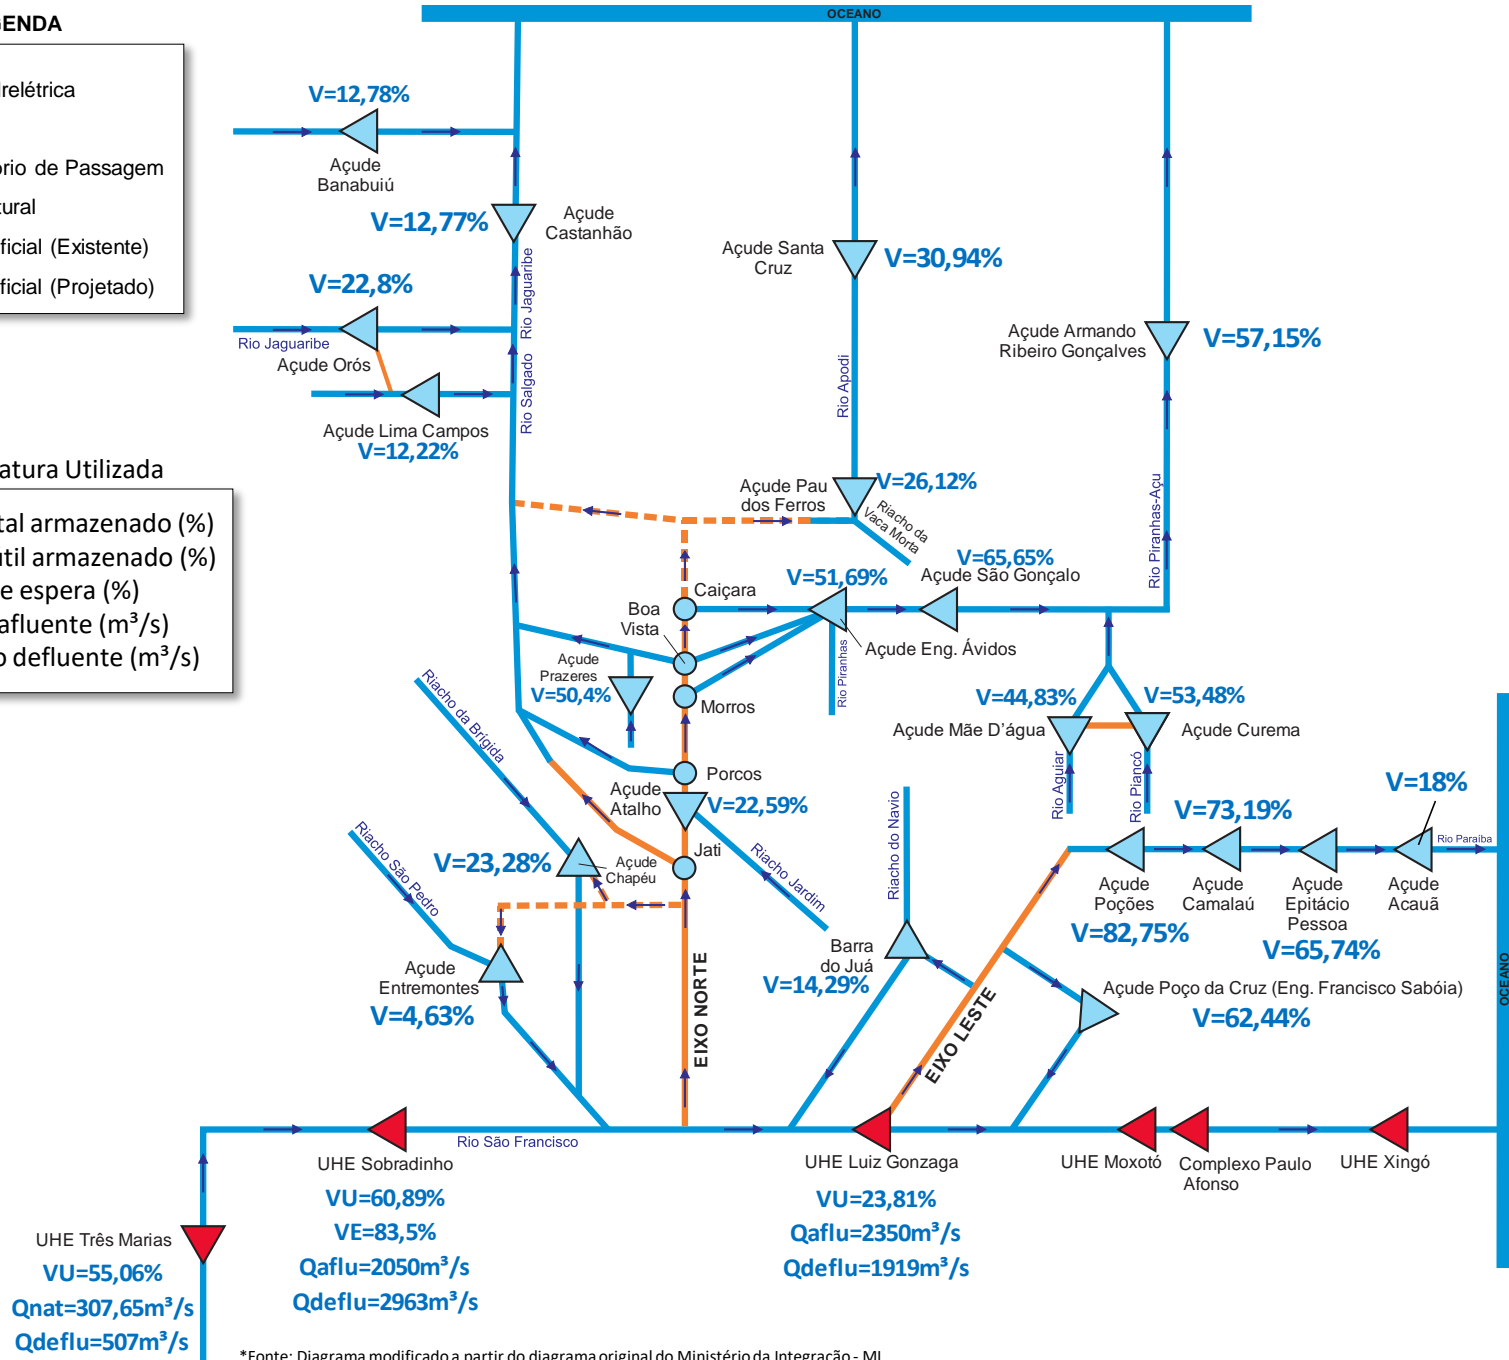 GENDA
drelétrica
ório de Passagem
tural
ificial (Existente)
ificial (Projetado)
atura Utilizada
tal armazenado (%)
útil armazenado (%)
e espera (%)
afluente (m³/s)
o defluente (m³/s)
OCEANO
V=12,78%
Açude
Banabuiú
V=12,77%
Açude
Castanhão
Rio Jaguaribe
V=22,8%
Rio Jaguaribe
Açude Orós
Rio Salgado
Açude Lima Campos
V=12,22%
Açude Santa
Cruz
V=30,94%
Rio Apodi
Açude Armando
Ribeiro Gonçalves
V=57,15%
Rio Piranhas-Açu
Açude Pau
dos Ferros
V=26,12%
Riacho da
Vaca Morta
V=65,65%
Açude São Gonçalo
V=51,69%
Caiçara
Boa
Vista
Açude Eng. Ávidos
Rio Piranhas
Açude
Prazeres
V=50,4%
Morros
Riacho da Brigida
V=44,83%
Açude Mãe D’água
V=53,48%
Açude Curema
Rio Aguiar
Rio Piancó
Porcos
Açude
Atalho
V=22,59%
Jati
Riacho Jardim
Riacho São Pedro
V=23,28%
Açude
Chapéu
Riacho do Navio
V=18%
V=73,19%
Rio Paraiba
Açude
Poções
V=82,75%
Açude
Camalaú
Açude
Epitácio
Pessoa
V=65,74%
Açude
Acauã
OCEANO
Açude
Entremontes
V=4,63%
EIXO NORTE
Barra
do Juá
V=14,29%
EIXO LESTE
Açude Poço da Cruz (Eng. Francisco Sabóia)
V=62,44%
Rio São Francisco
UHE Sobradinho
VU=60,89%
VE=83,5%
Qaflu=2050m³/s
Qdeflu=2963m³/s
UHE Luiz Gonzaga
VU=23,81%
Qaflu=2350m³/s
Qdeflu=1919m³/s
UHE Moxotó
Complexo Paulo
Afonso
UHE Xingó
UHE Três Marias
VU=55,06%
Qnat=307,65m³/s
Qdeflu=507m³/s
*Fonte: Diagrama modificado a partir do diagrama original do Ministério da Integração - MI